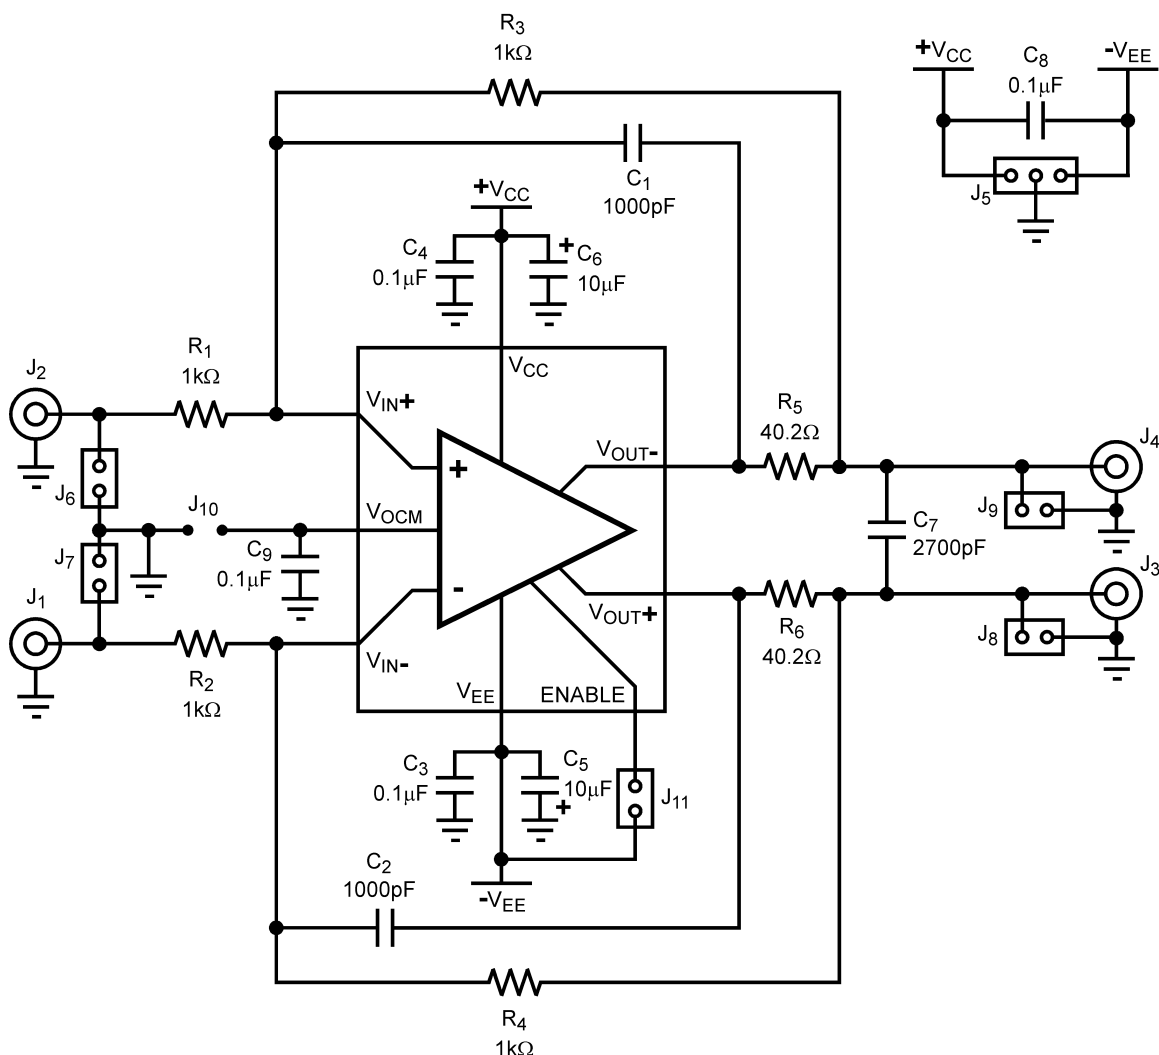 R3
1kΩ
+VCC
C8
0.1µF
-VEE
J5
C1
1000pF
+VCC
C4
0.1µF
+
C6
10µF
J2
R1
1kΩ
VIN+
VCC
+
VOUT-
R5
40.2Ω
J4
J6
J10
VOCM
J9
C7
2700pF
J7
C9
0.1µF
J3
J1
-
VOUT+
R6
40.2Ω
J8
R2
1kΩ
VIN-
VEE
ENABLE
C3
0.1µF
C5
10µF
+
J11
C2
1000pF
-VEE
R4
1kΩ